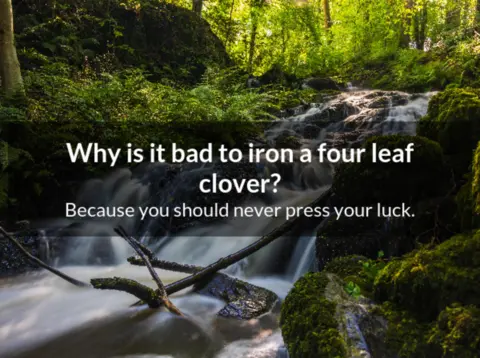 Why is it bad to iron a four leaf
clover?
Because you should never press your luck.